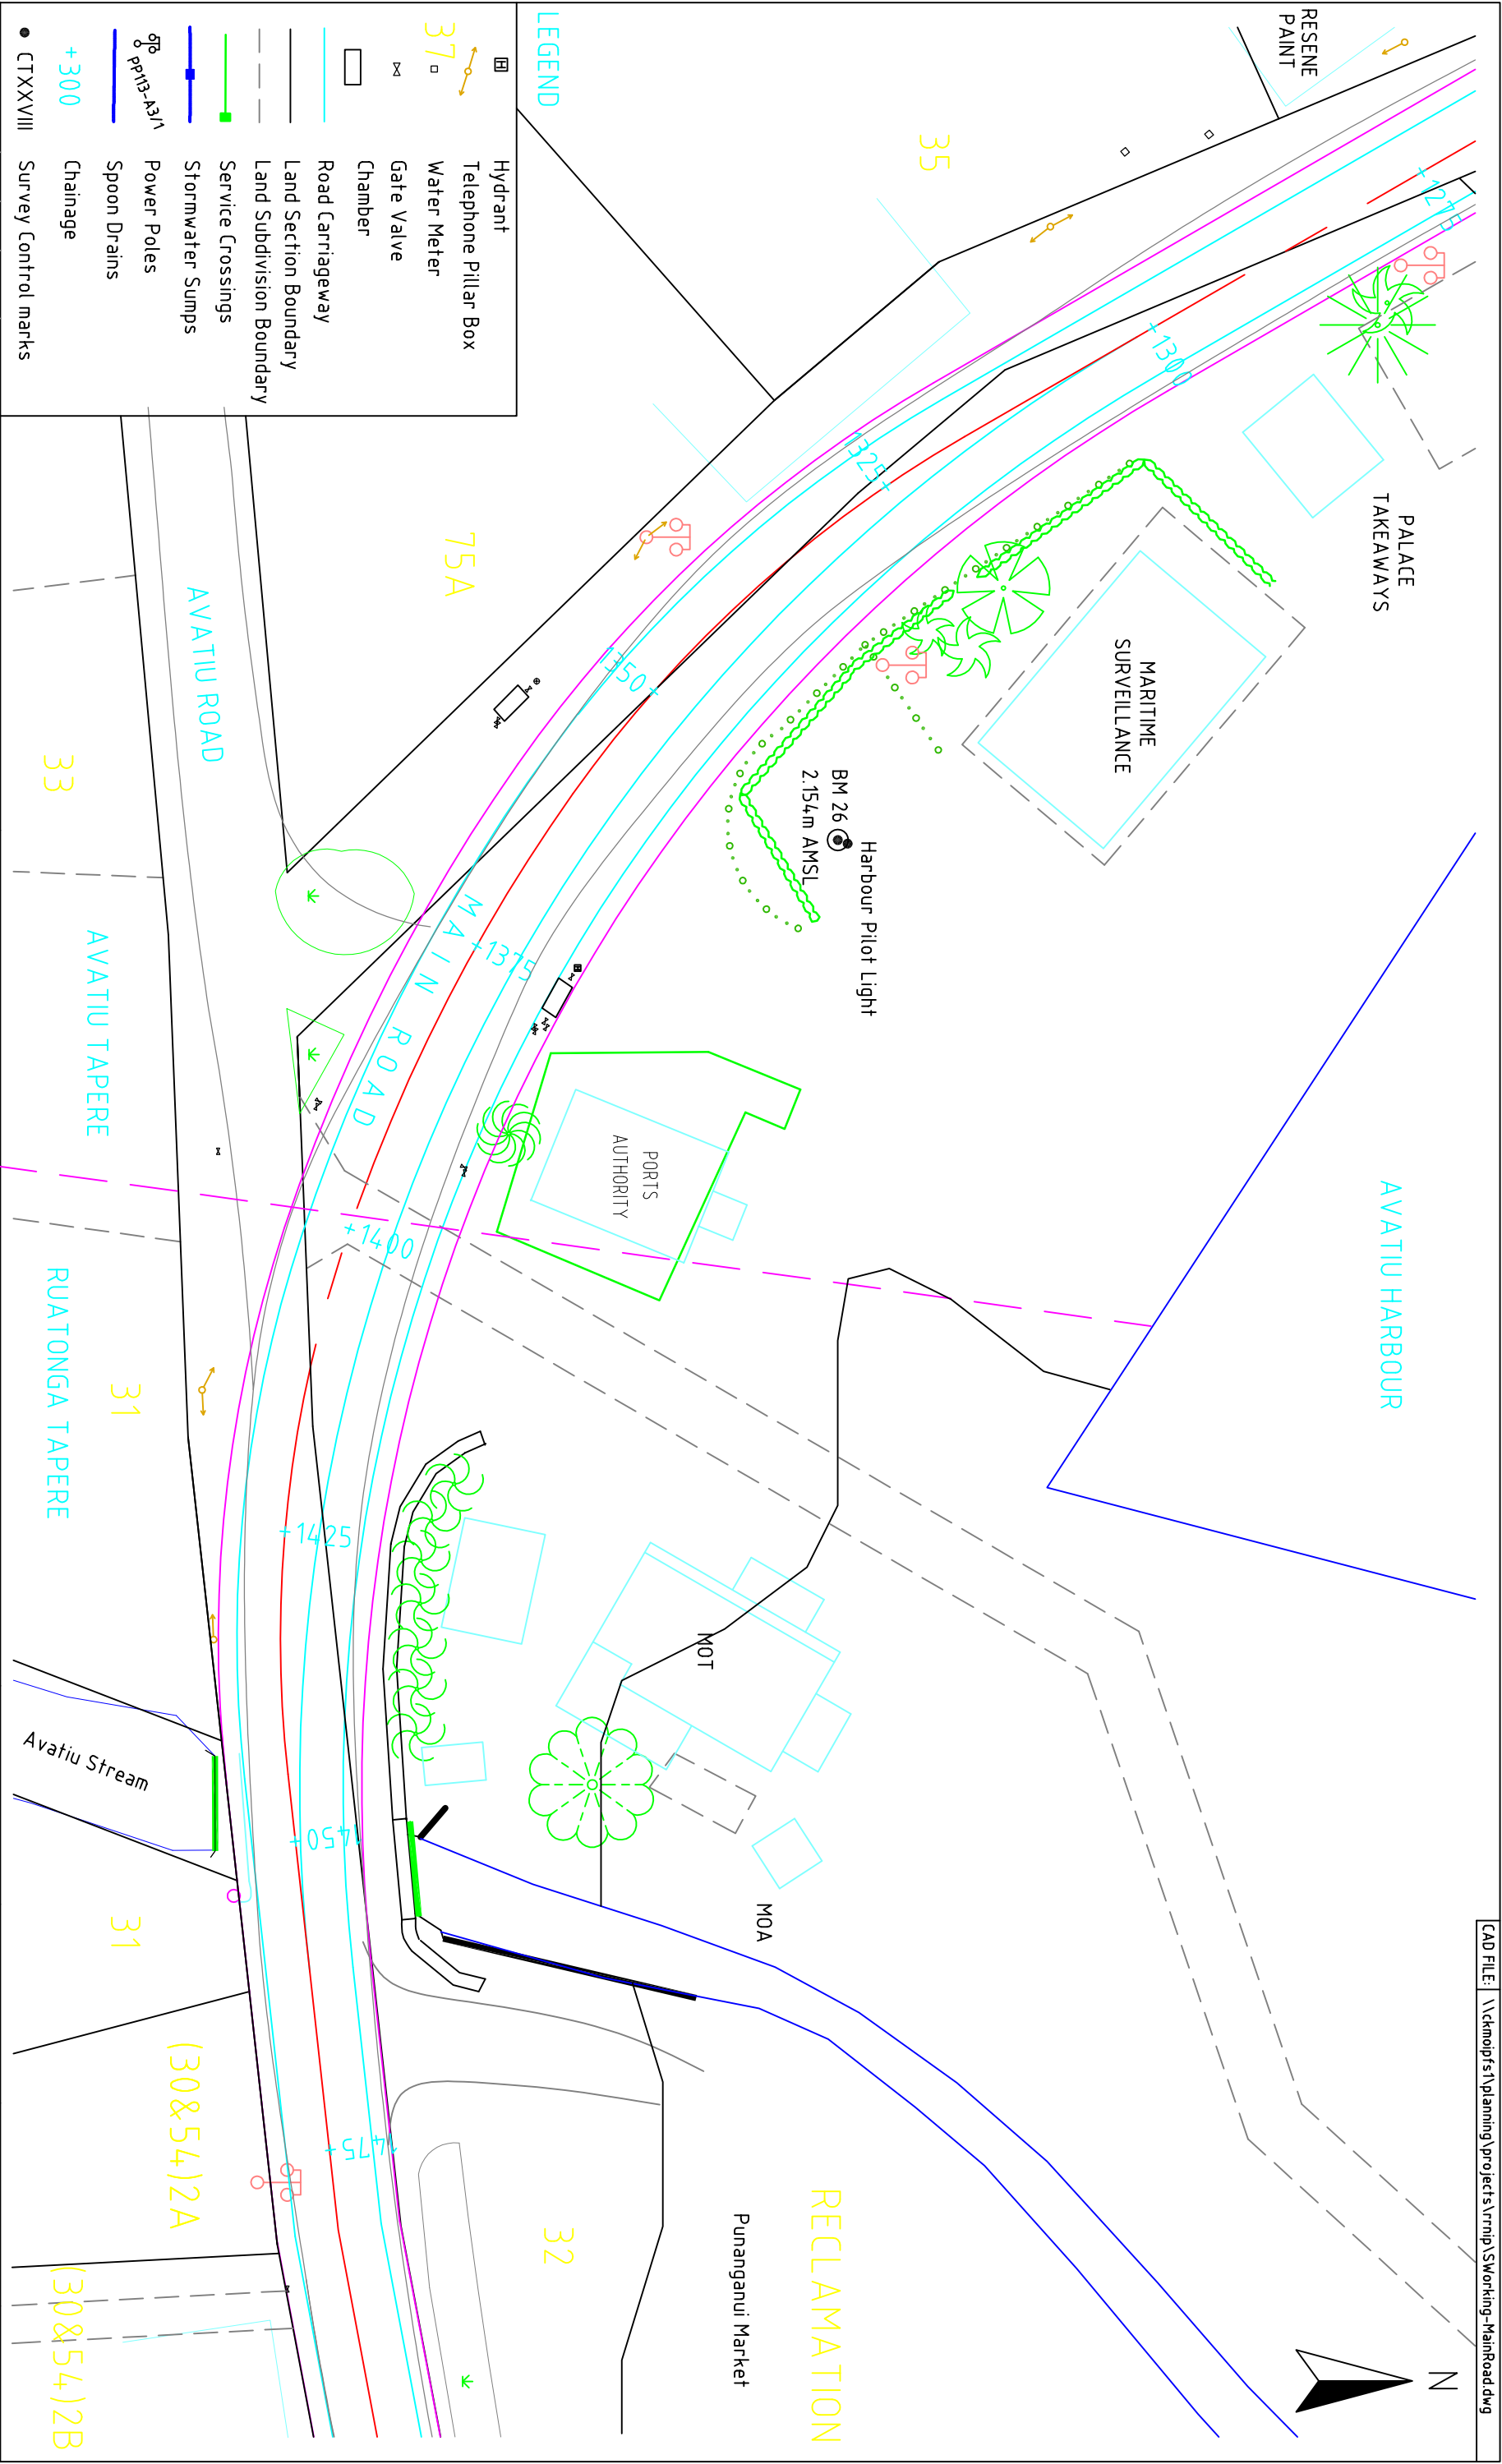 CAD FILE: \\ckmoipfs1\planning\projects\rrnip\SWorking-MainRoad.dwg
N
RESENE
PAINT
+1275
PALACE
TAKEAWAYS
+1300
35
1325+
MARITIME
SURVEILLANCE
AVATIU HARBOUR
BM 26
2.154m AMSL
Harbour Pilot Light
75A
1350+
+1375
MAIN ROAD
PORTS
AUTHORITY
+1400
MOT
MOA
RECLAMATION
Punanganui Market
32
+1425
1450+
1475+
AVATIU ROAD
33
AVATIU TAPERE
RUATONGA TAPERE
31
Avatiu Stream
31
(30&54)2A
(30&54)2B
LEGEND
H Hydrant
Telephone Pillar Box
37 Water Meter
Gate Valve
Chamber
Road Carriageway
Land Section Boundary
Land Subdivision Boundary
Service Crossings
Stormwater Sumps
PP113-A3/1 Power Poles
Spoon Drains
+300 Chainage
CTXXVIII Survey Control marks